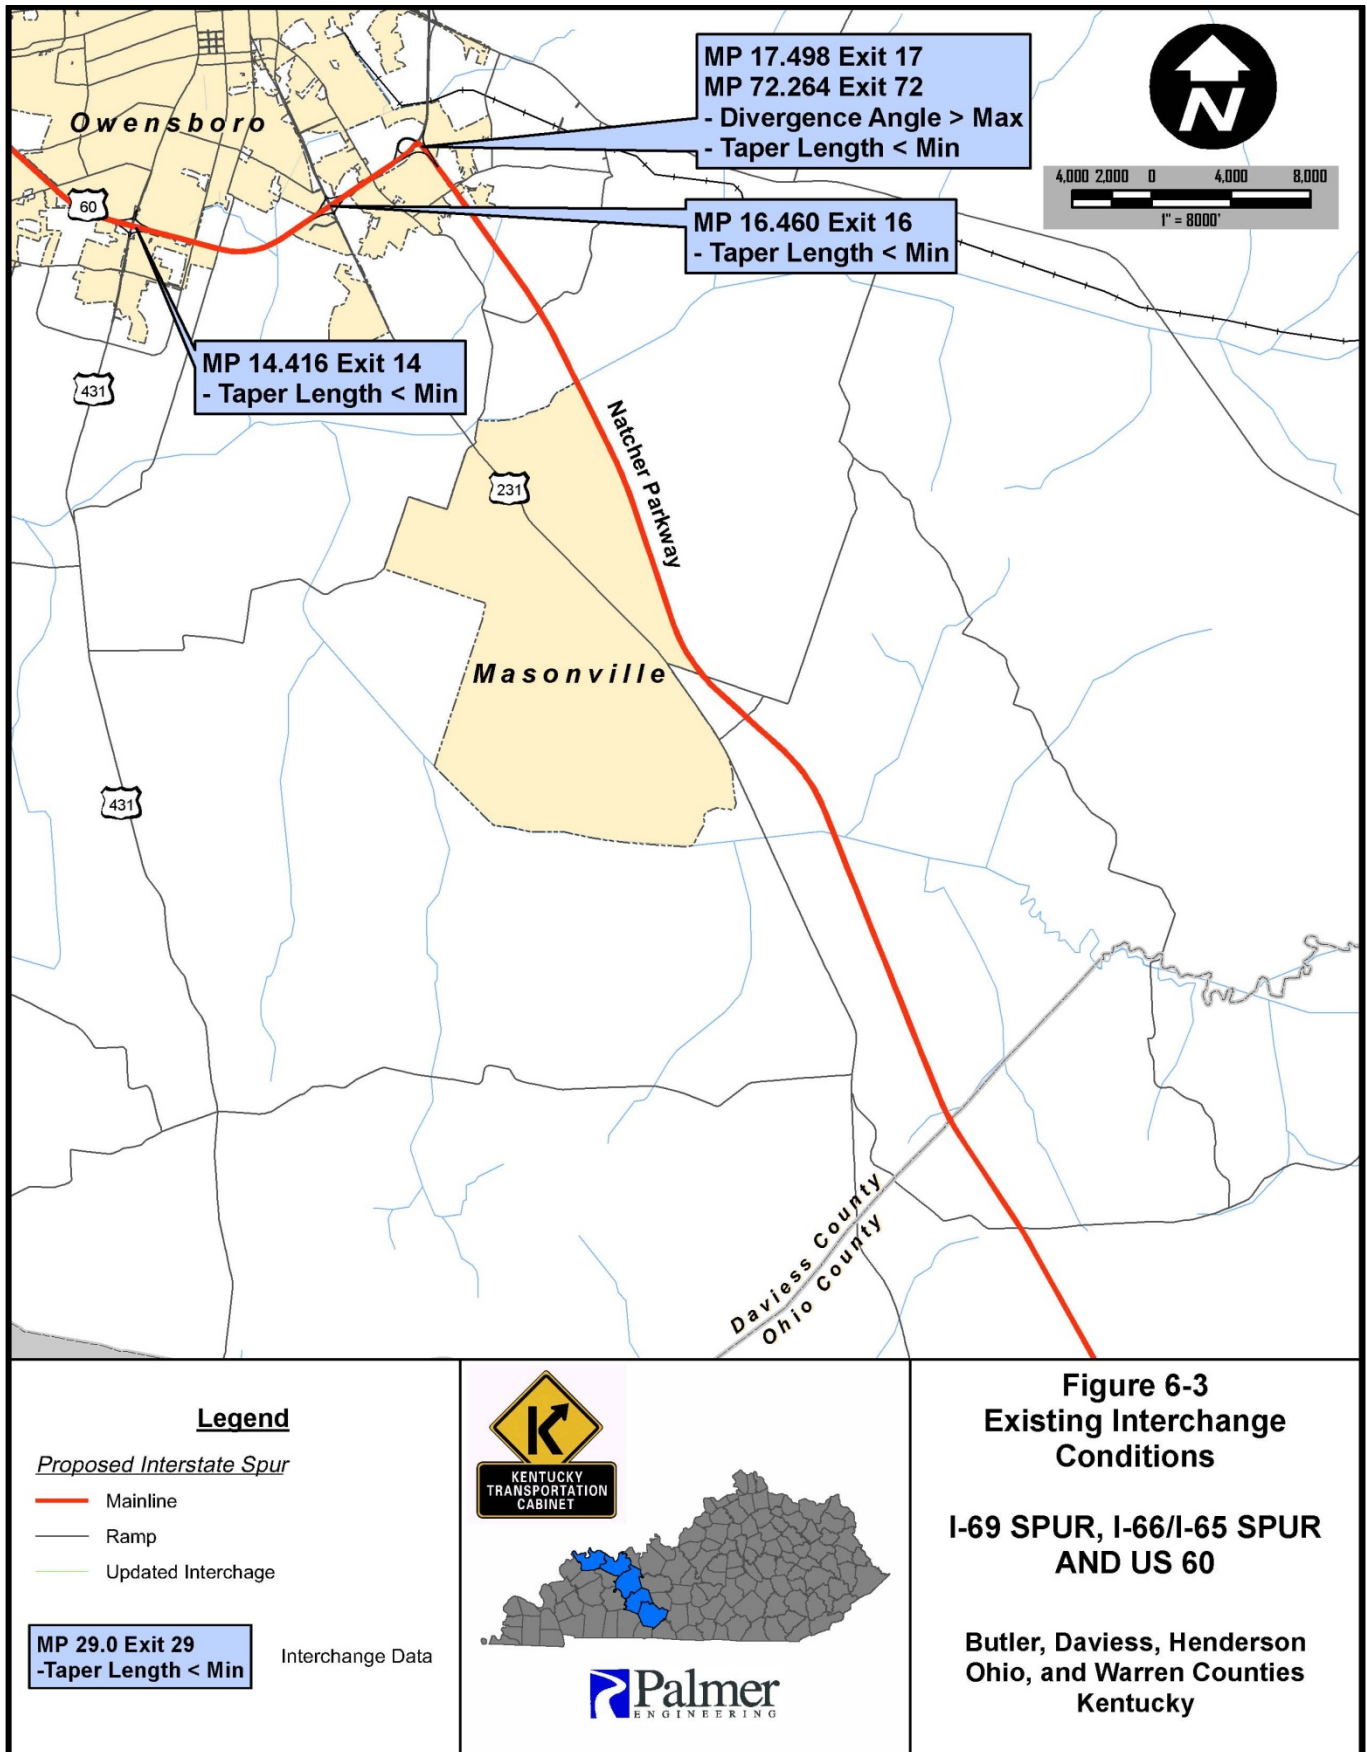 Owensboro
MP 17.498 Exit 17
MP 72.264 Exit 72
- Divergence Angle > Max
- Taper Length < Min
N
4,000 2,000 0 4,000 8,000
1" = 8000'
60
MP 16.460 Exit 16
- Taper Length < Min
MP 14.416 Exit 14
- Taper Length < Min
431
Natcher Parkway
231
Masonville
431
Daviess County
Ohio County
Legend
Proposed Interstate Spur
Mainline
Ramp
Updated Interchage
MP 29.0 Exit 29
-Taper Length < Min
Interchange Data
KENTUCKY
TRANSPORTATION
CABINET
Palmer
ENGINEERING
Figure 6-3
Existing Interchange
Conditions
I-69 SPUR, I-66/I-65 SPUR
AND US 60
Butler, Daviess, Henderson
Ohio, and Warren Counties
Kentucky